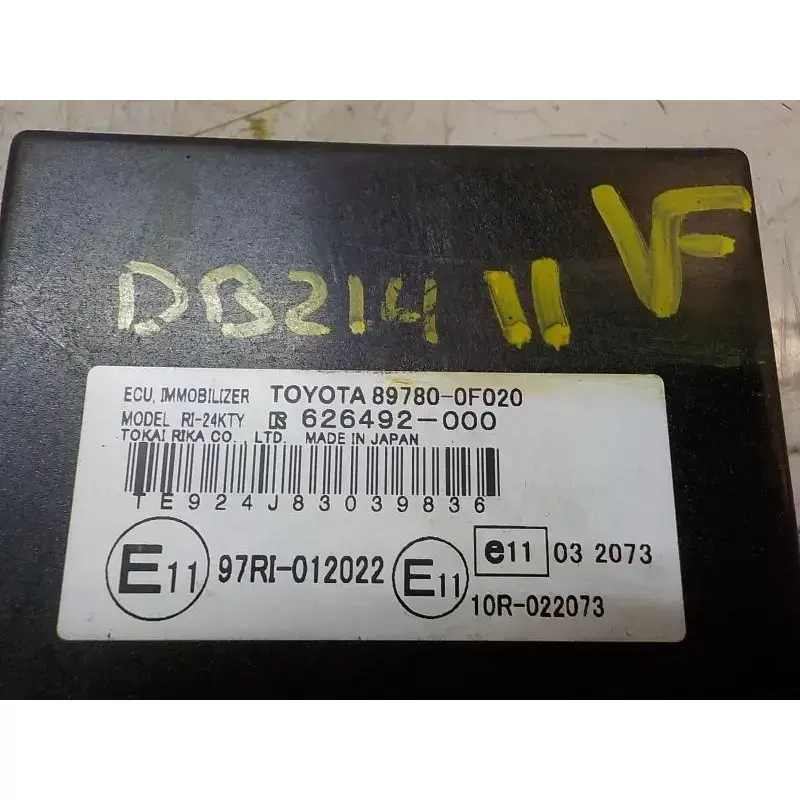 VF
DB214 11
ECU, IMMOBILIZER TOYOTA 89780-0F020
MODEL RI-24KTY 626492-000
TOKAI RIKA CO., LTD. MADE IN JAPAN
TE924J83039836
E11 97RI-012022 E11 e11 03 2073
10R-022073